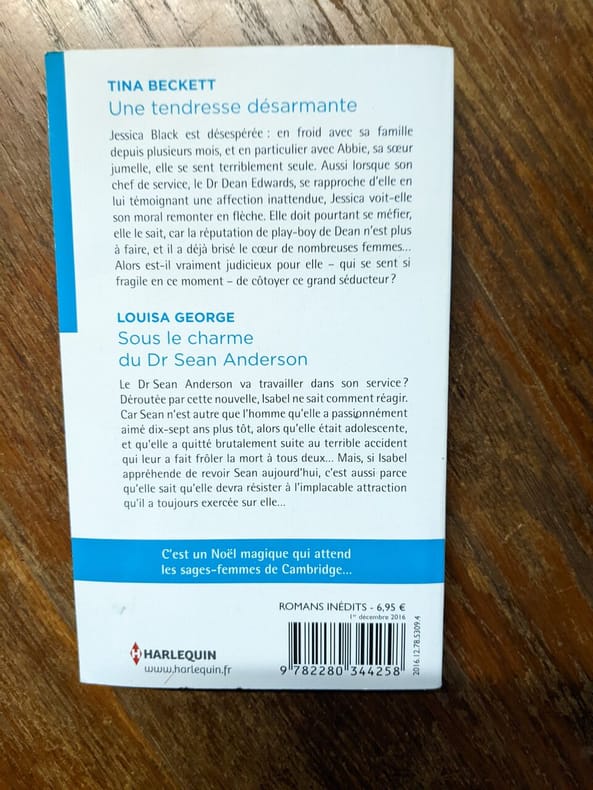 TINA BECKETT
Une tendresse désarmante
Jessica Black est désespérée : en froid avec sa famille
depuis plusieurs mois, et en particulier avec Abbie, sa sœur
jumelle, elle se sent terriblement seule. Aussi lorsque son
chef de service, le Dr Dean Edwards, se rapproche d'elle en
lui témoignant une affection inattendue, Jessica voit-elle
son moral remonter en flèche. Elle doit pourtant se méfier,
elle le sait, car la réputation de play-boy de Dean n'est plus
à faire, et il a déjà brisé le cœur de nombreuses femmes...
Alors est-il vraiment judicieux pour elle – qui se sent si
fragile en ce moment – de côtoyer ce grand séducteur ?
LOUISA GEORGE
Sous le charme
du Dr Sean Anderson
Le Dr Sean Anderson va travailler dans son service ?
Déroutée par cette nouvelle, Isabel ne sait comment réagir.
Car Sean n'est autre que l'homme qu'elle a passionnément
aimé dix-sept ans plus tôt, alors qu'elle était adolescente,
et qu'elle a quitté brutalement suite au terrible accident
qui leur a fait frôler la mort à tous deux... Mais, si Isabel
appréhende de revoir Sean aujourd'hui, c'est aussi parce
qu'elle sait qu'elle devra résister à l'implacable attraction
qu'il a toujours exercée sur elle...
C'est un Noël magique qui attend
les sages-femmes de Cambridge...
ROMANS INÉDITS - 6,95 €
1er décembre 2016
HARLEQUIN
www.harlequin.fr
9 782280 344258
2016.12.78.5309.4